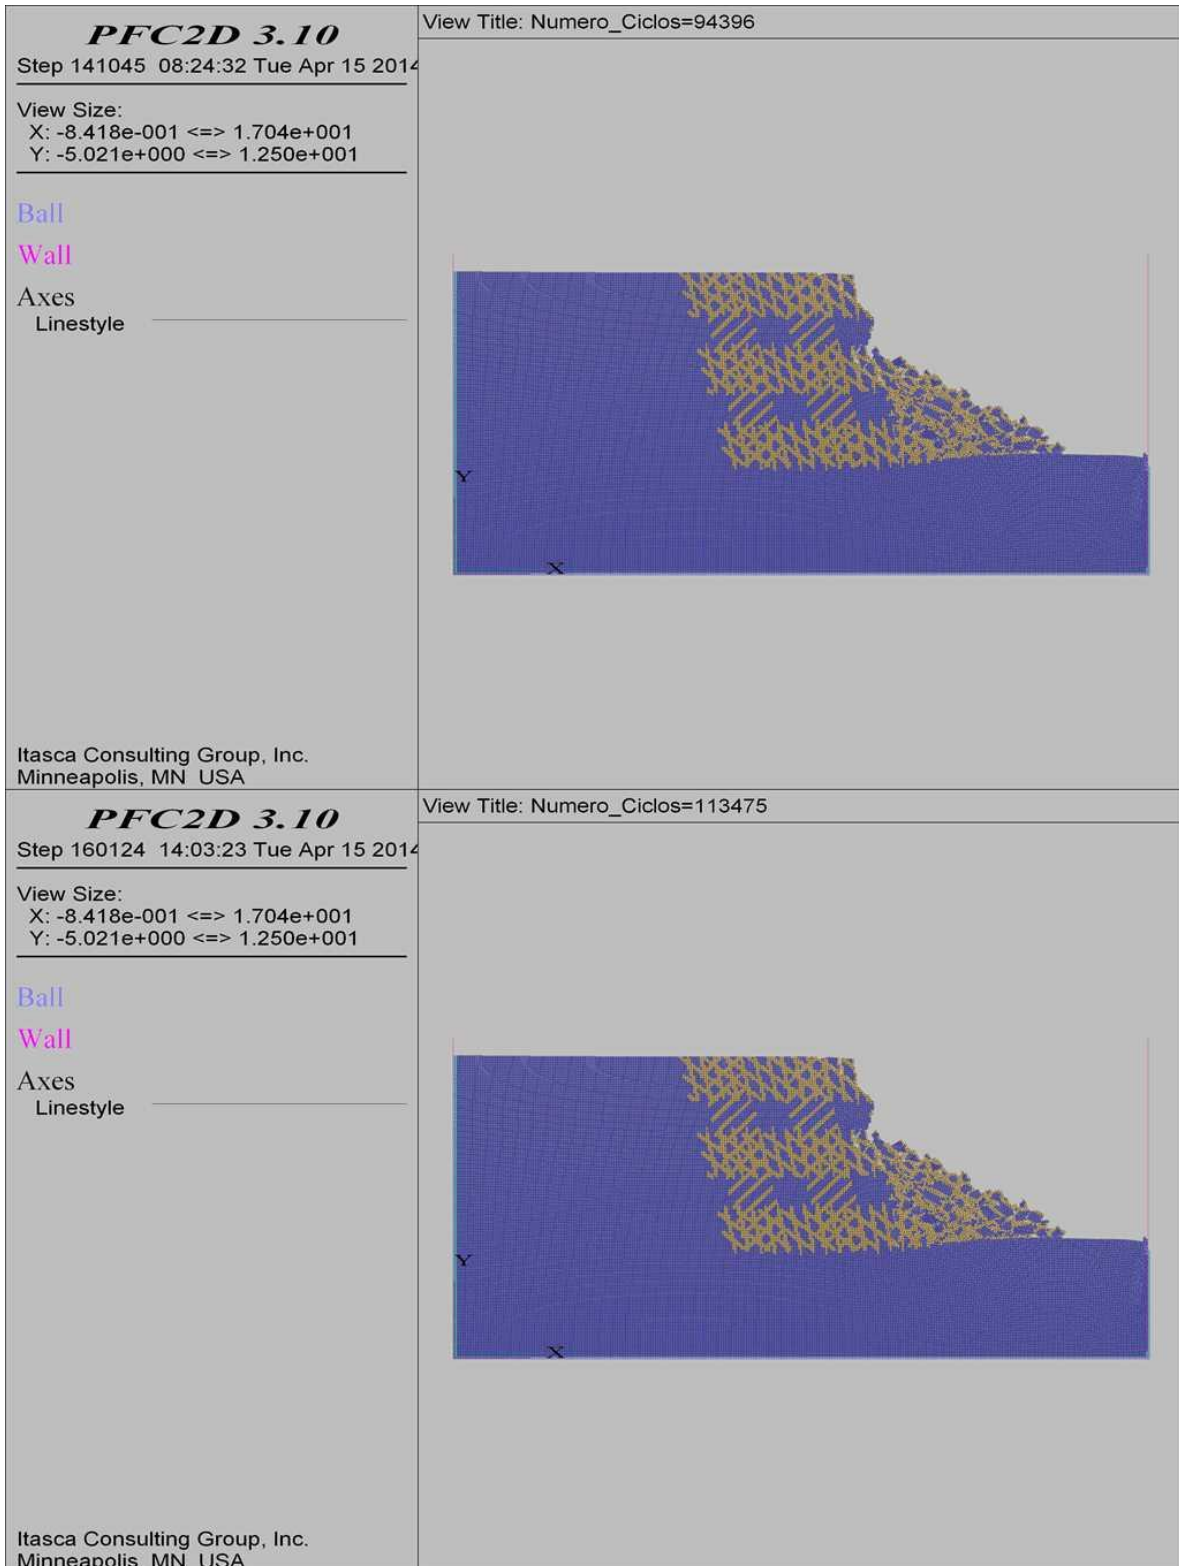 PFC2D 3.10
Step 141045 08:24:32 Tue Apr 15 2014
View Size:
X: -8.418e-001 <=> 1.704e+001
Y: -5.021e+000 <=> 1.250e+001
Ball
Wall
Axes
Linestyle
Itasca Consulting Group, Inc.
Minneapolis, MN USA
View Title: Numero_Ciclos=94396
Y
X
PFC2D 3.10
Step 160124 14:03:23 Tue Apr 15 2014
View Size:
X: -8.418e-001 <=> 1.704e+001
Y: -5.021e+000 <=> 1.250e+001
Ball
Wall
Axes
Linestyle
Itasca Consulting Group, Inc.
Minneapolis, MN USA
View Title: Numero_Ciclos=113475
Y
X